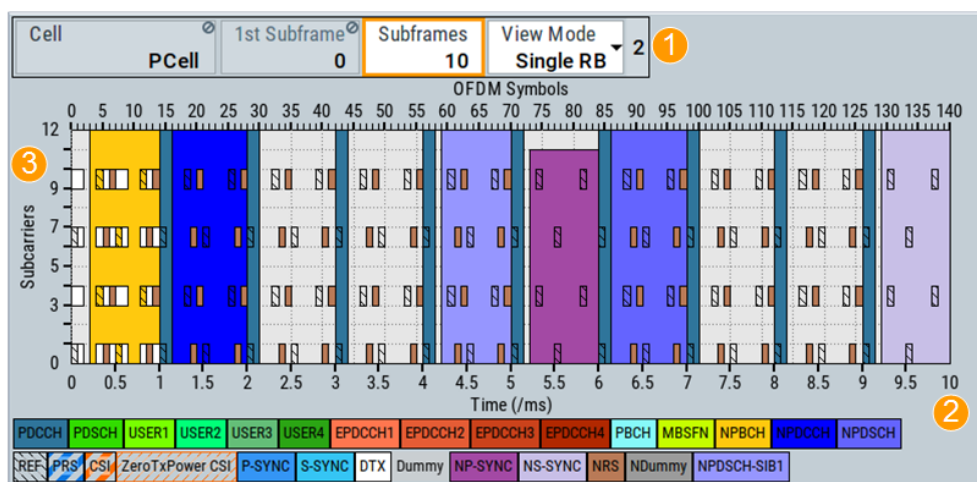 Cell 1st Subframe Subframes View Mode
PCell 0 10 Single RB 2 1
OFDM Symbols
0 5 10 15 20 25 30 35 40 45 50 55 60 65 70 75 80 85 90 95 100 105 110 115 120 125 130 135 140
12
3
9
7
5
3
0
Subcarriers
0 0.5 1 1.5 2 2.5 3 3.5 4 4.5 5 5.5 6 6.5 7 7.5 8 8.5 9 9.5 10
Time (/ms)
2
PDCCH PDSCH USER1 USER2 USER3 USER4 EPDCCH1 EPDCCH2 EPDCCH3 EPDCCH4 PBCH MBSFN NPBCH NPDCCH NPDSCH
REF PRS CSI ZeroTxPower CSI P-SYNC S-SYNC DTX Dummy NP-SYNC NS-SYNC NRS NDummy NPDSCH-SIB1